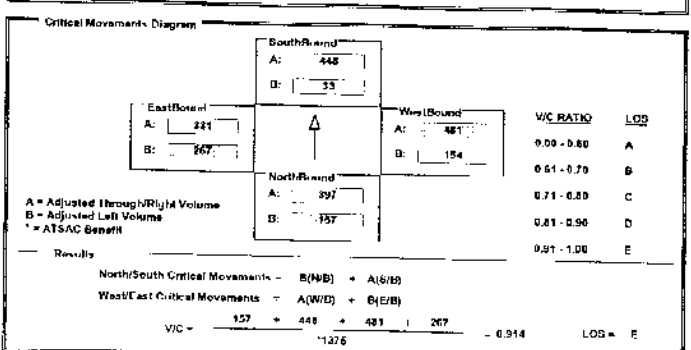 Critical Movements Diagram
SouthBound
A: 448
B: 33
EastBound
A: 331
B: 267
WestBound
A: 481
B: 154
NorthBound
A: 397
B: 157
V/C RATIO LOS
0.00 - 0.60 A
0.61 - 0.70 B
0.71 - 0.80 C
0.81 - 0.90 D
0.91 - 1.00 E
A = Adjusted Through/Right Volume
B = Adjusted Left Volume
* = ATSAC Benefit
Results
North/South Critical Movements = B(N/B) + A(S/B)
West/East Critical Movements = A(W/B) + B(E/B)
V/C = 157 + 448 + 481 + 267 = 0.914 LOS = E
*1375